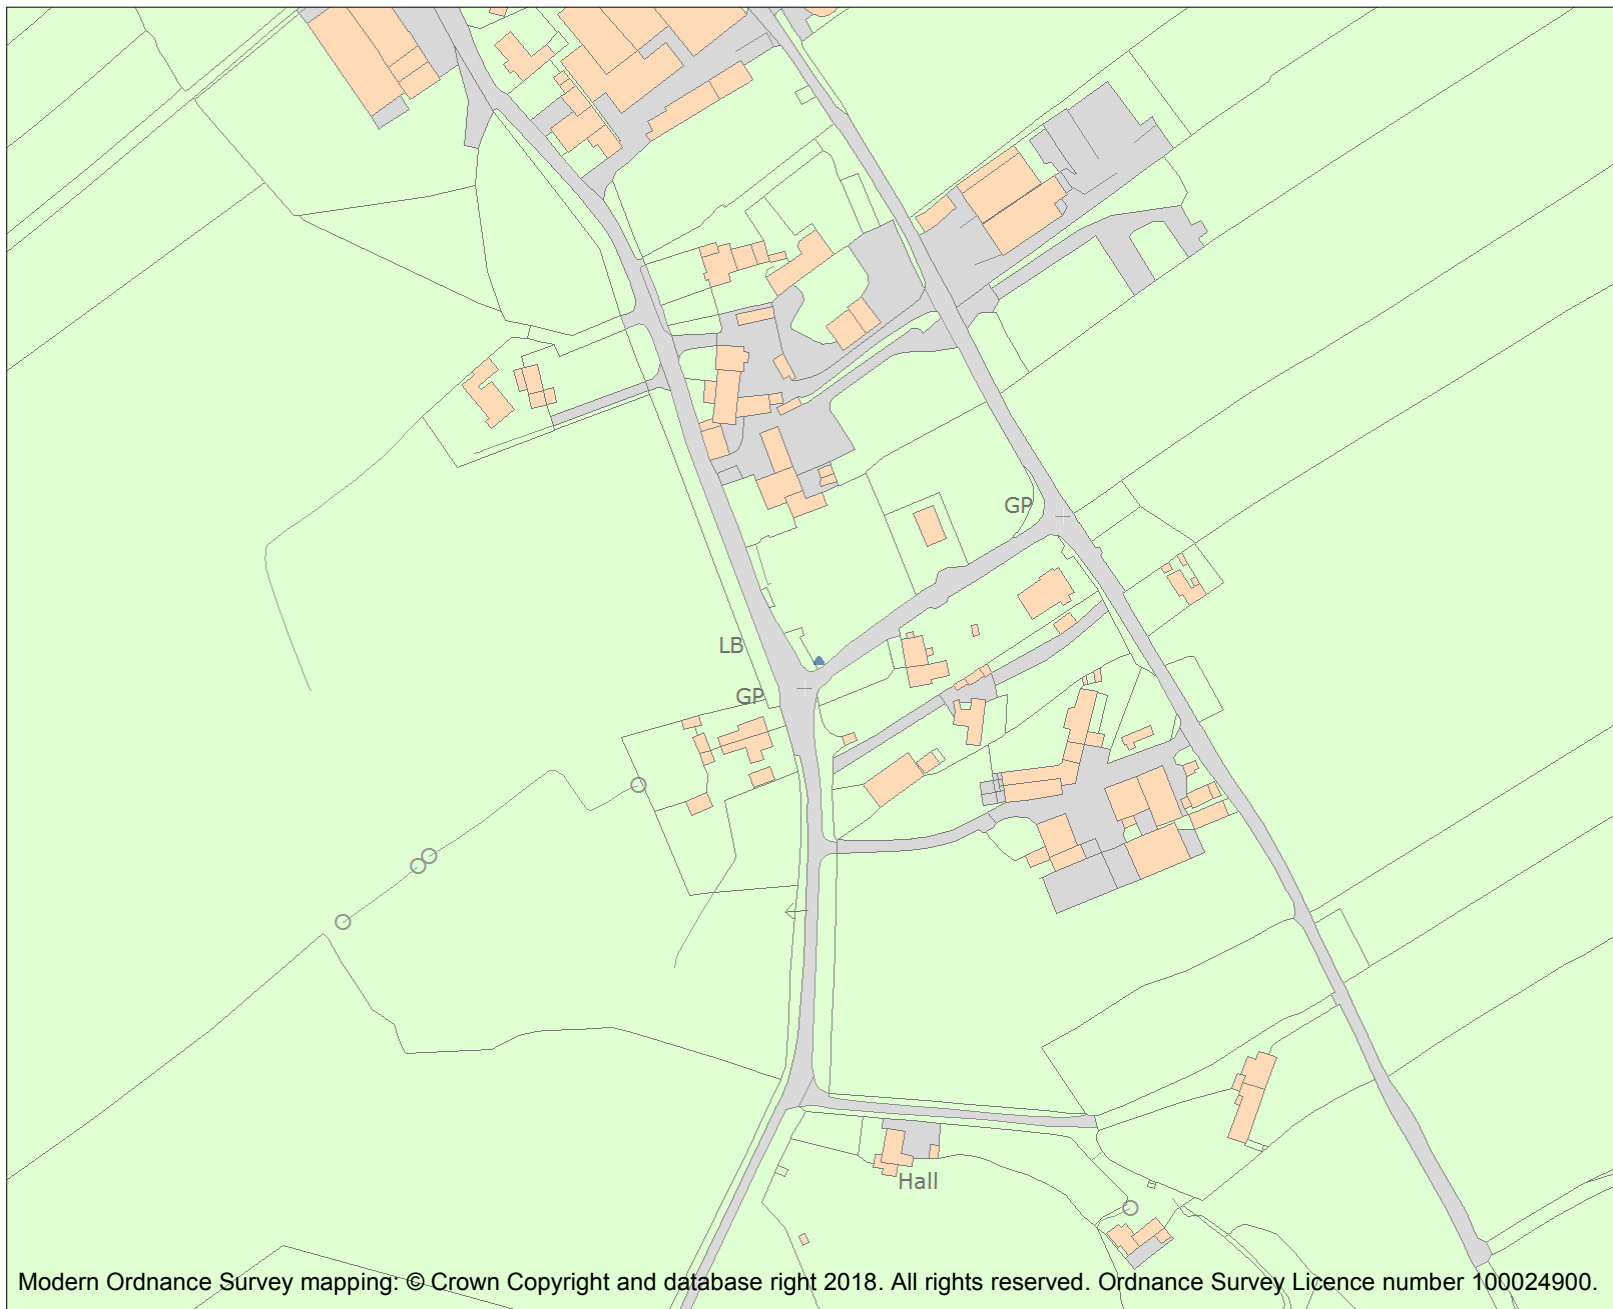 GP
LB
GP
Hall
Modern Ordnance Survey mapping: © Crown Copyright and database right 2018. All rights reserved. Ordnance Survey Licence number 100024900.